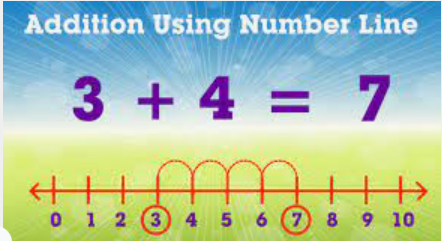 Addition Using Number Line
3 + 4 = 7
0 1 2 3 4 5 6 7 8 9 10